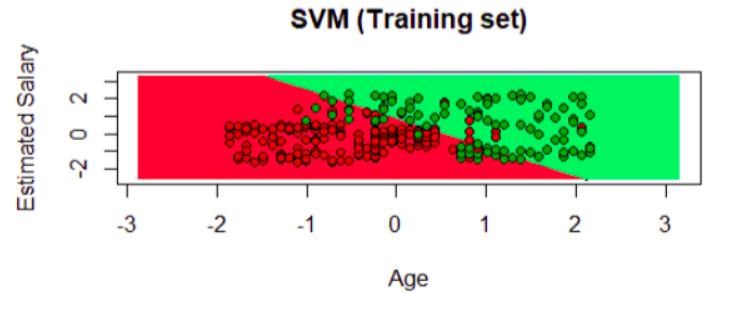 SVM (Training set)
Estimated Salary
2
0
-2
-3 -2 -1 0 1 2 3
Age